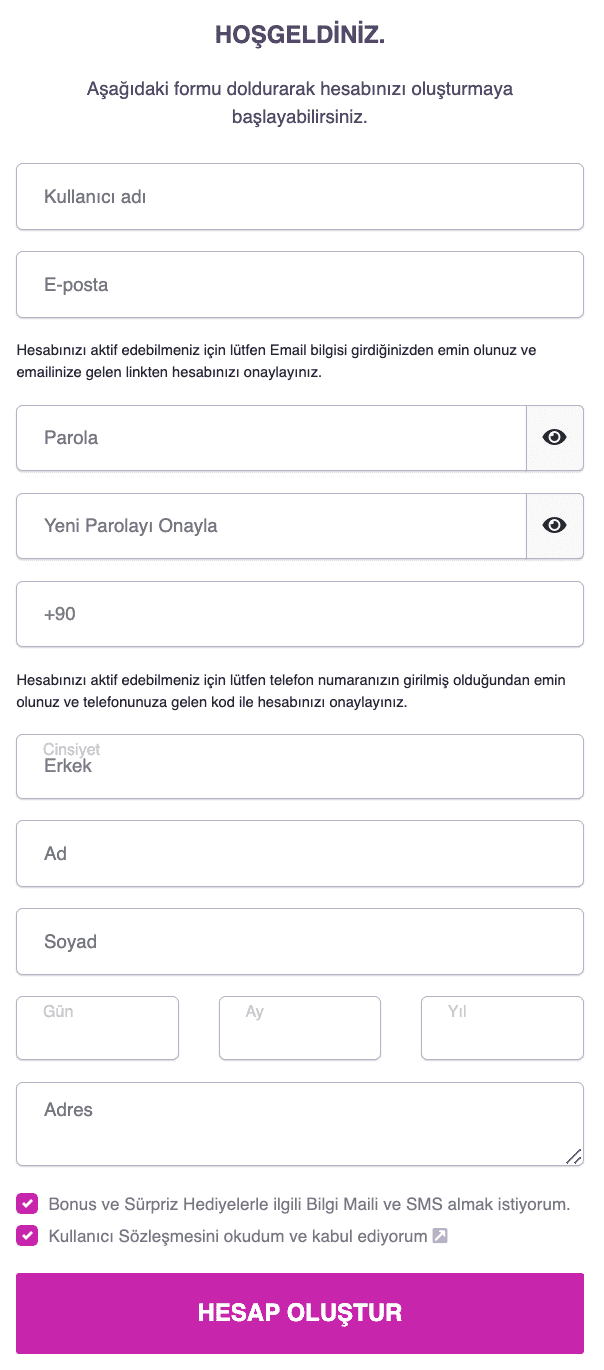 HOŞGELDİNİZ.
Aşağıdaki formu doldurarak hesabınızı oluşturmaya
başlayabilirsiniz.
Kullanıcı adı
E-posta
Hesabınızı aktif edebilmeniz için lütfen Email bilgisi girdiğinizden emin olunuz ve
emailinize gelen linkten hesabınızı onaylayınız.
Parola
Yeni Parolayı Onayla
+90
Hesabınızı aktif edebilmeniz için lütfen telefon numaranızın girilmiş olduğundan emin
olunuz ve telefonunuza gelen kod ile hesabınızı onaylayınız.
Cinsiyet
Erkek
Ad
Soyad
Gün Ay Yıl
Adres
Bonus ve Sürpriz Hediyelerle ilgili Bilgi Maili ve SMS almak istiyorum.
Kullanıcı Sözleşmesini okudum ve kabul ediyorum
HESAP OLUŞTUR